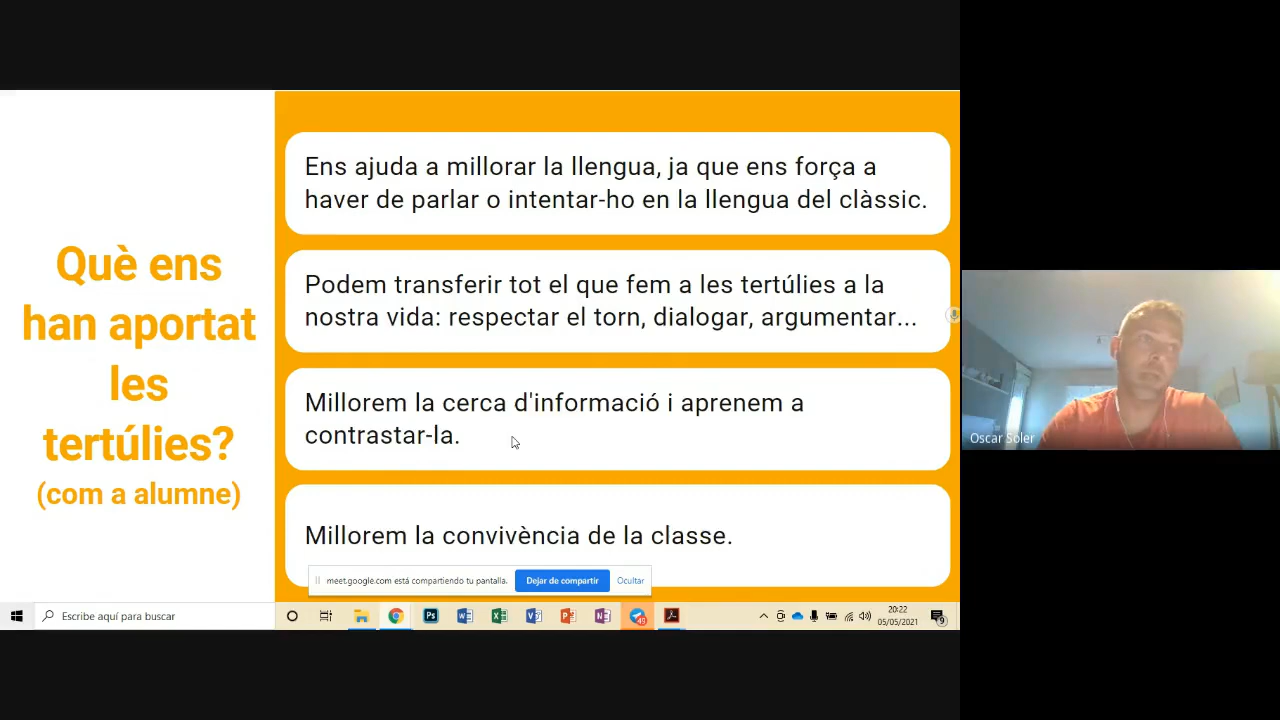 Què ens
han aportat
les
tertúlies?
(com a alumne)
Ens ajuda a millorar la llengua, ja que ens força a
haver de parlar o intentar-ho en la llengua del clàssic.
Podem transferir tot el que fem a les tertúlies a la
nostra vida: respectar el torn, dialogar, argumentar...
Millorem la cerca d'informació i aprenem a
contrastar-la.
Millorem la convivència de la classe.
meet.google.com está compartiendo tu pantalla.
Dejar de compartir
Ocultar
Escribe aquí para buscar
20:22
05/05/2021
Oscar Soler